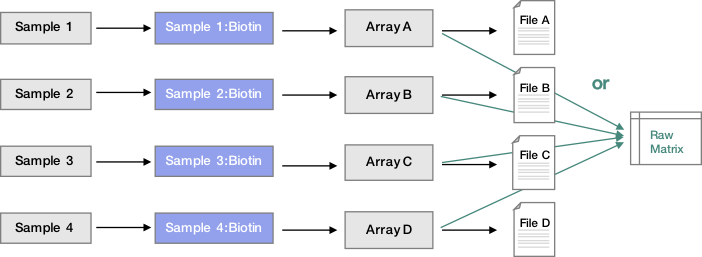 Sample 1
Sample 1:Biotin
Array A
File A
Sample 2
Sample 2:Biotin
Array B
File B
or
Sample 3
Sample 3:Biotin
Array C
File C
Raw
Matrix
Sample 4
Sample 4:Biotin
Array D
File D